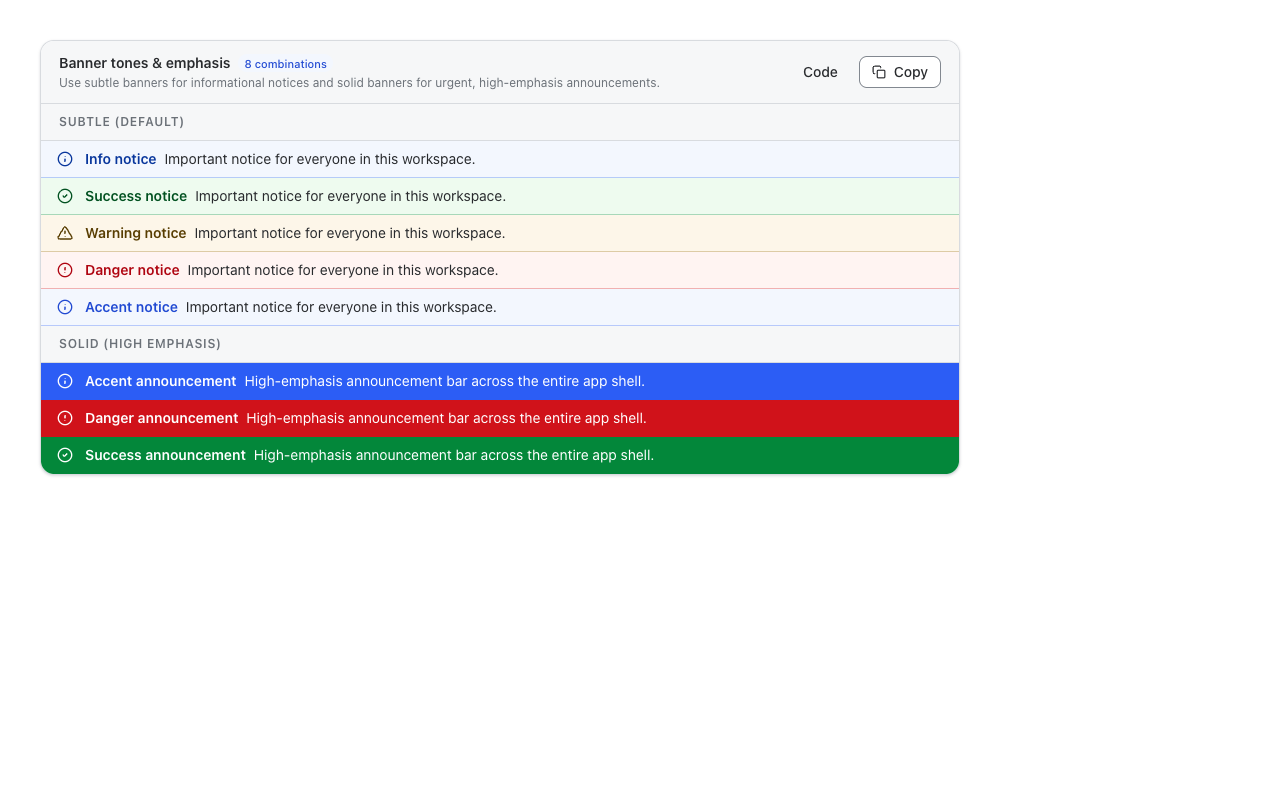 Banner tones & emphasis 8 combinations
Use subtle banners for informational notices and solid banners for urgent, high-emphasis announcements.
Code
Copy
SUBTLE (DEFAULT)
Info notice Important notice for everyone in this workspace.
Success notice Important notice for everyone in this workspace.
Warning notice Important notice for everyone in this workspace.
Danger notice Important notice for everyone in this workspace.
Accent notice Important notice for everyone in this workspace.
SOLID (HIGH EMPHASIS)
Accent announcement High-emphasis announcement bar across the entire app shell.
Danger announcement High-emphasis announcement bar across the entire app shell.
Success announcement High-emphasis announcement bar across the entire app shell.